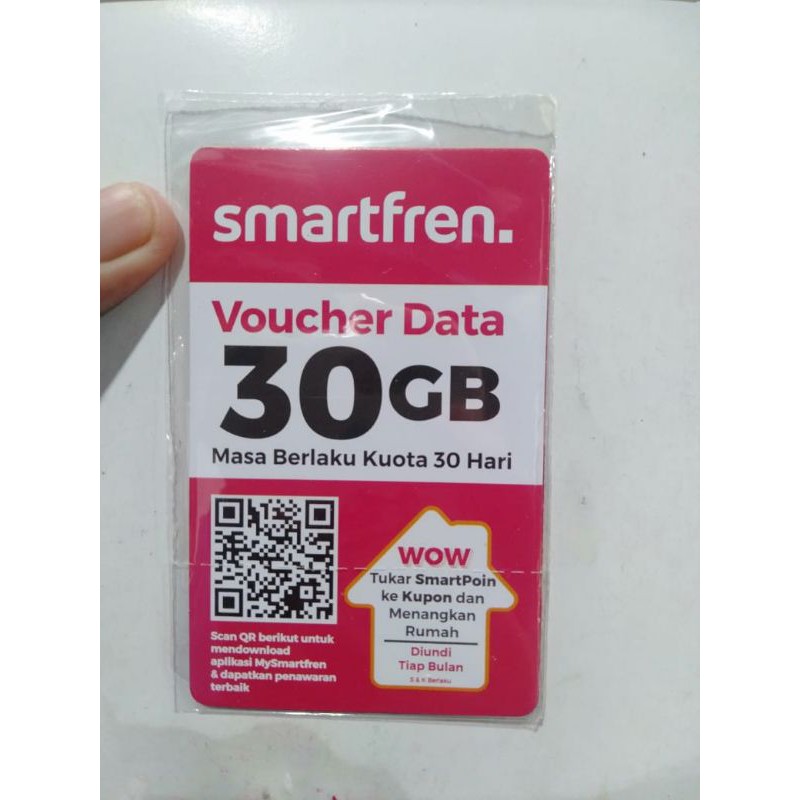 smartfren.
Voucher Data
30GB
Masa Berlaku Kuota 30 Hari
Scan QR berikut untuk
mendownload
aplikasi MySmartfren
& dapatkan penawaran
terbaik
WOW
Tukar SmartPoin
ke Kupon dan
Menangkan
Rumah
Diundi
Tiap Bulan
S & K Berlaku